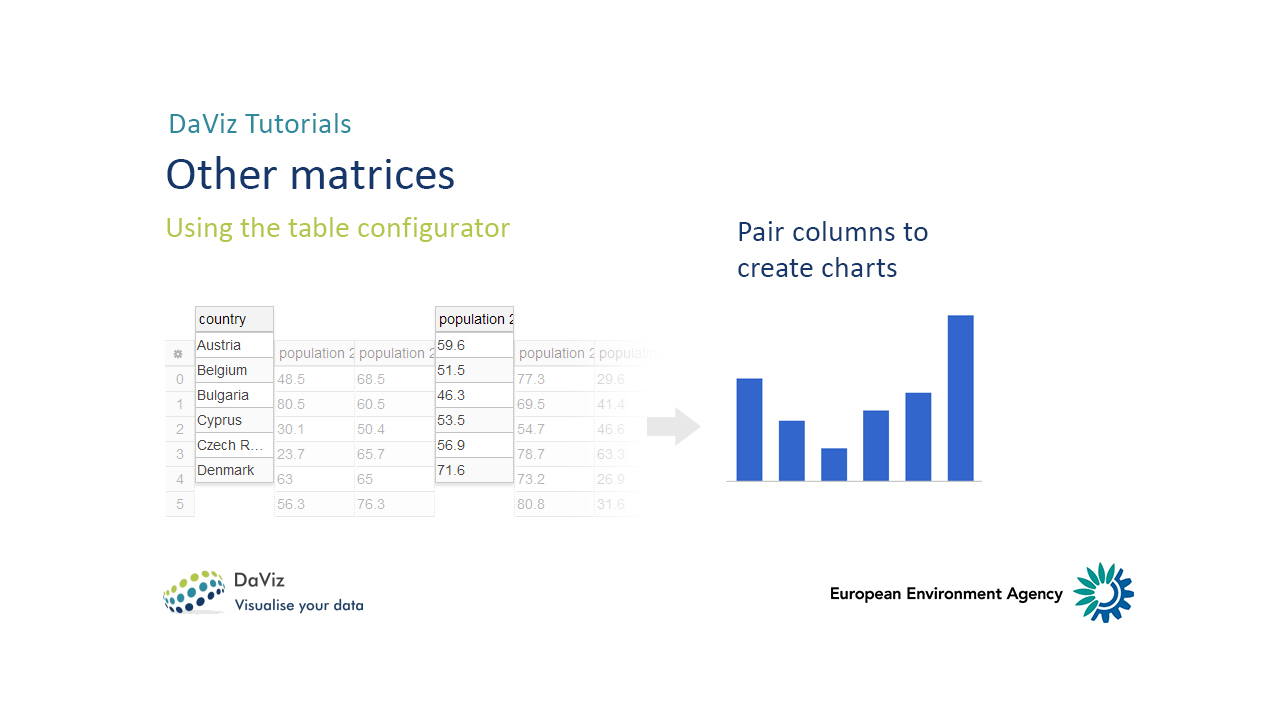 DaViz Tutorials
Other matrices
Using the table configurator
Pair columns to
create charts
country
population 2
Austria
59.6
Belgium
51.5
Bulgaria
46.3
Cyprus
53.5
Czech R...
56.9
Denmark
71.6
population 2 population 2 population 2 population
0 48.5 68.5 77.3 29.6
1 80.5 60.5 69.5 41.4
2 30.1 50.4 54.7 46.6
3 23.7 65.7 78.7 63.3
4 63 65 73.2 26.9
5 56.3 76.3 80.8 31.6
DaViz
Visualise your data
European Environment Agency